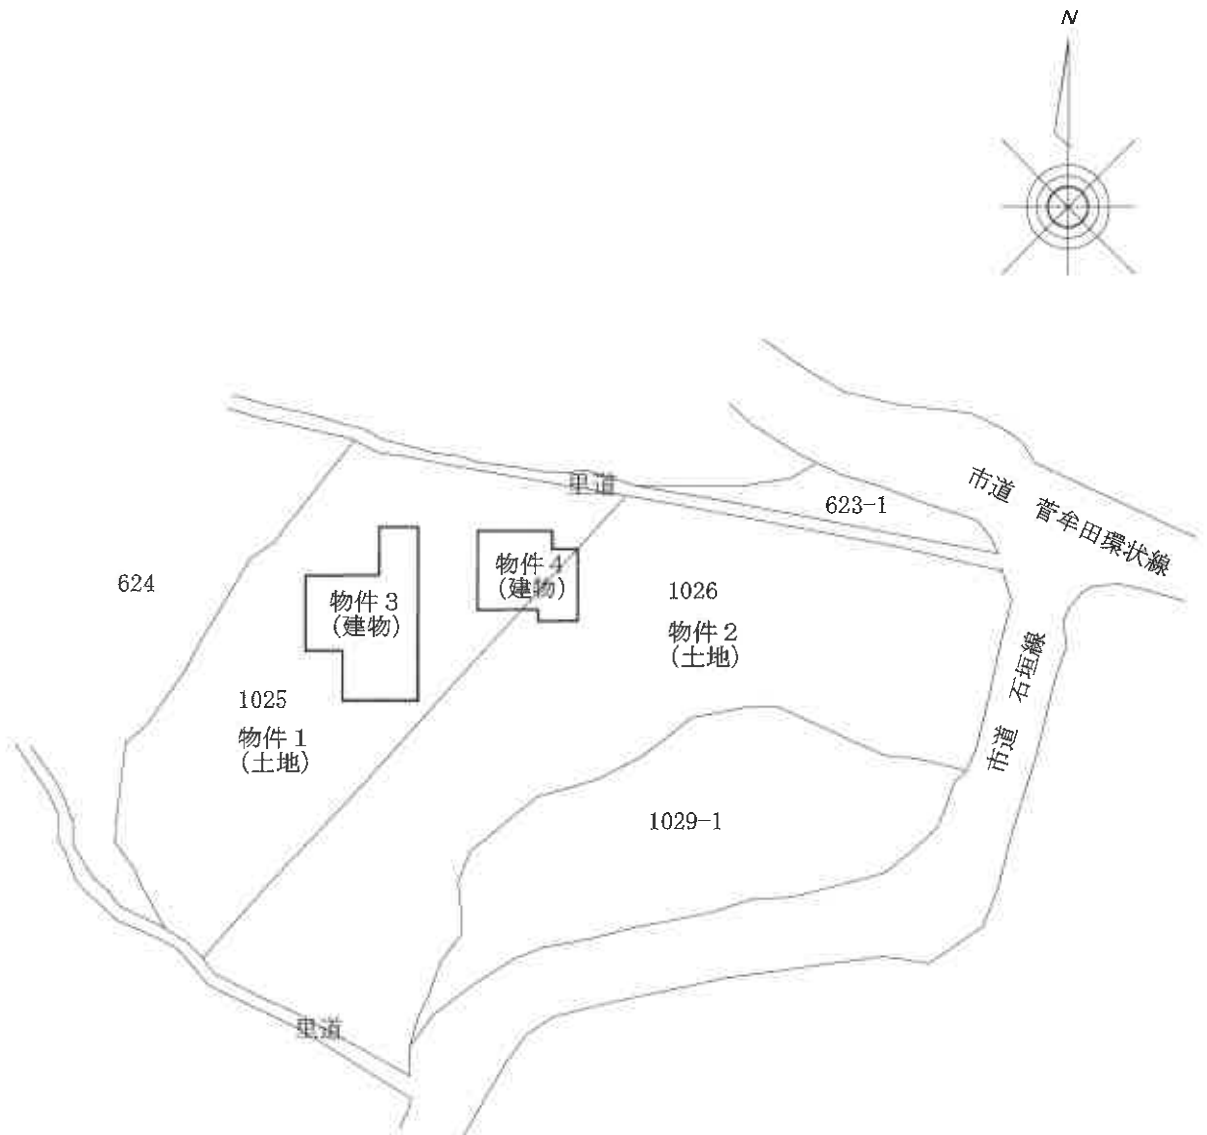 N
市道　菅牟田環状線
里道
623-1
624
物件３
(建物)
物件４
(建物)
1026
物件２
(土地)
市道　石垣線
1025
物件１
(土地)
1029-1
里道